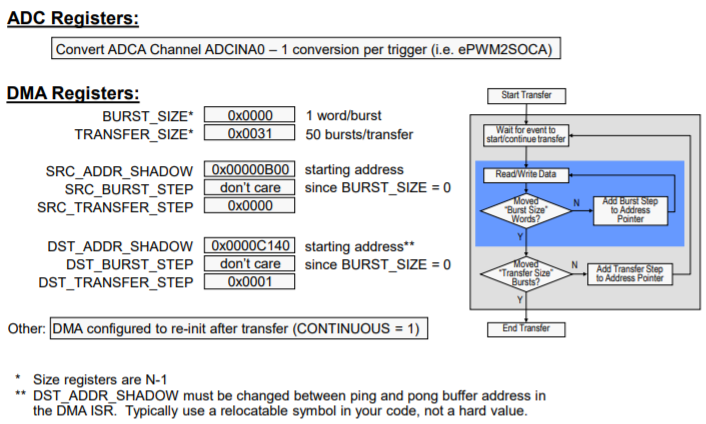 ADC Registers:
Convert ADCA Channel ADCINA0 – 1 conversion per trigger (i.e. ePWM2SOCA)
DMA Registers:
BURST_SIZE* 0x0000 1 word/burst
TRANSFER_SIZE* 0x0031 50 bursts/transfer
SRC_ADDR_SHADOW 0x00000B00 starting address
SRC_BURST_STEP don't care since BURST_SIZE = 0
SRC_TRANSFER_STEP 0x0000
DST_ADDR_SHADOW 0x0000C140 starting address**
DST_BURST_STEP don't care since BURST_SIZE = 0
DST_TRANSFER_STEP 0x0001
Other: DMA configured to re-init after transfer (CONTINUOUS = 1)
Start Transfer
Wait for event to
start/continue transfer
Read/Write Data
Moved
"Burst Size"
Words?
N
Add Burst Step
to Address
Pointer
Y
Moved
"Transfer Size"
Bursts?
N
Add Transfer Step
to Address Pointer
Y
End Transfer
* Size registers are N-1
** DST_ADDR_SHADOW must be changed between ping and pong buffer address in
the DMA ISR. Typically use a relocatable symbol in your code, not a hard value.